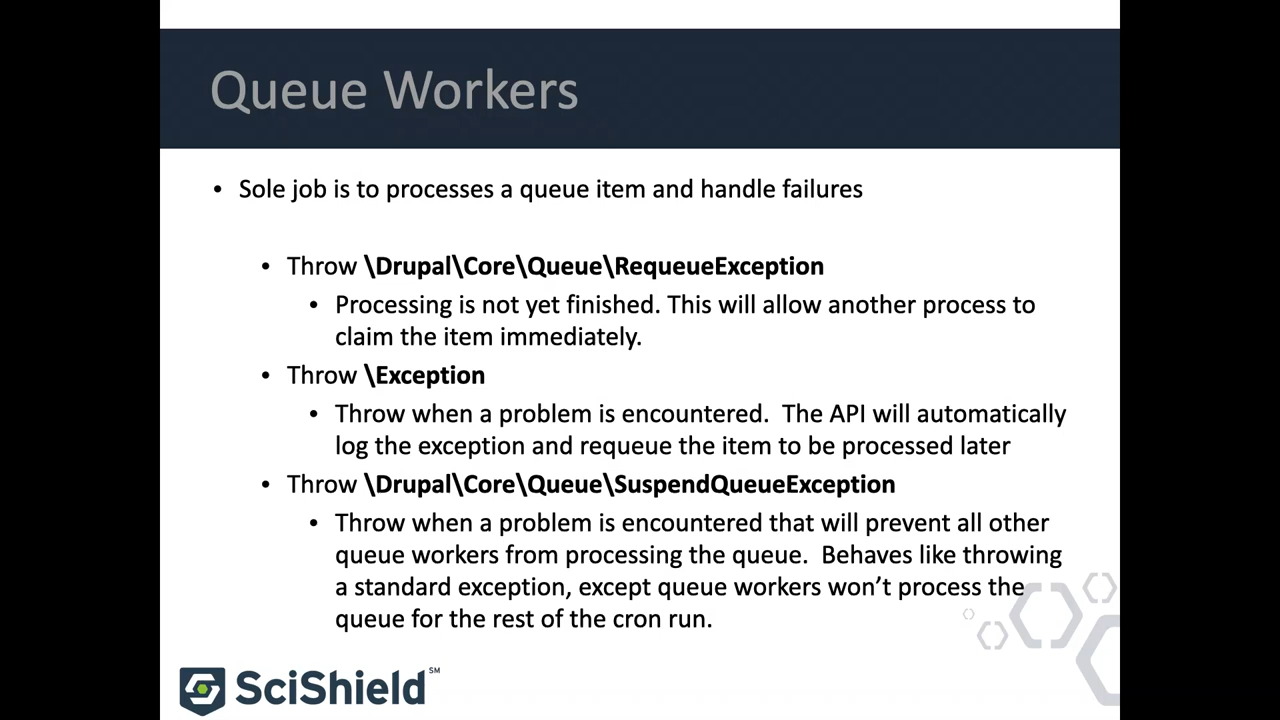 Queue Workers
• Sole job is to processes a queue item and handle failures
• Throw \Drupal\Core\Queue\RequeueException
• Processing is not yet finished. This will allow another process to
claim the item immediately.
• Throw \Exception
• Throw when a problem is encountered.  The API will automatically
log the exception and requeue the item to be processed later
• Throw \Drupal\Core\Queue\SuspendQueueException
• Throw when a problem is encountered that will prevent all other
queue workers from processing the queue.  Behaves like throwing
a standard exception, except queue workers won’t process the
queue for the rest of the cron run.
SciShield℠